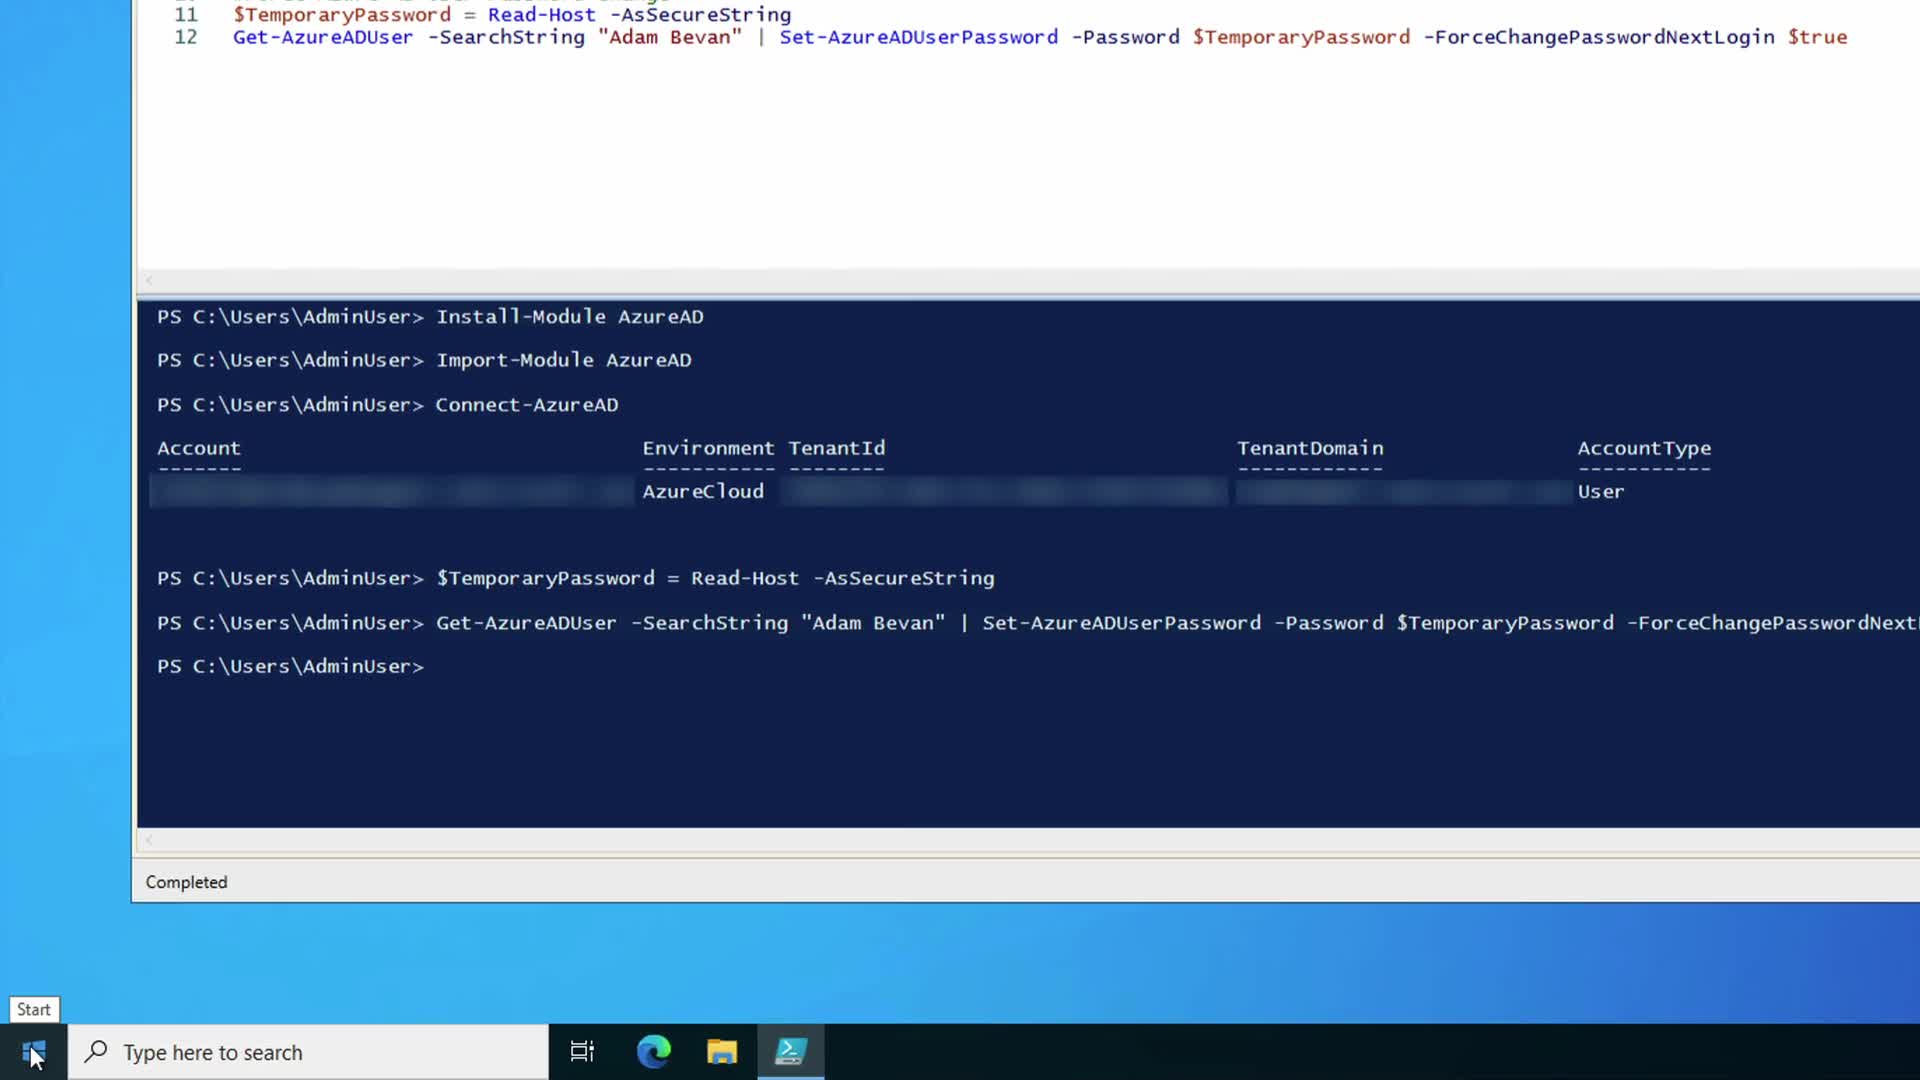 11 $TemporaryPassword = Read-Host -AsSecureString
12 Get-AzureADUser -SearchString "Adam Bevan" | Set-AzureADUserPassword -Password $TemporaryPassword -ForceChangePasswordNextLogin $true
PS C:\Users\AdminUser> Install-Module AzureAD
PS C:\Users\AdminUser> Import-Module AzureAD
PS C:\Users\AdminUser> Connect-AzureAD
Account Environment TenantId TenantDomain AccountType
------- ----------- -------- ------------ -----------
AzureCloud User
PS C:\Users\AdminUser> $TemporaryPassword = Read-Host -AsSecureString
PS C:\Users\AdminUser> Get-AzureADUser -SearchString "Adam Bevan" | Set-AzureADUserPassword -Password $TemporaryPassword -ForceChangePasswordNext
PS C:\Users\AdminUser>
Completed
Start
Type here to search